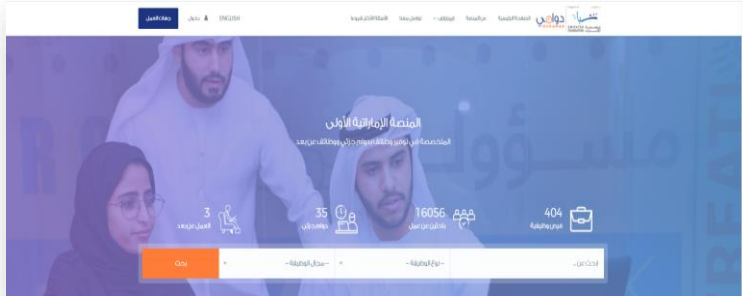 دوامي
الصفحة الرئيسية
عن المنصة
الوظائف
تواصل معنا
الأسئلة الأكثر شيوعا
ENGLISH
دخول
جهات العمل
المنصة الإماراتية الأولى
المتخصصة في توفير وظائف بدوام جزئي ووظائف عن بعد
404
فرص وظيفية
16056
باحثين عن عمل
35
دوام جزئي
3
العمل عن بعد
ابحث عن ..
-- نوع الوظيفة --
-- مجال الوظيفة --
بحث